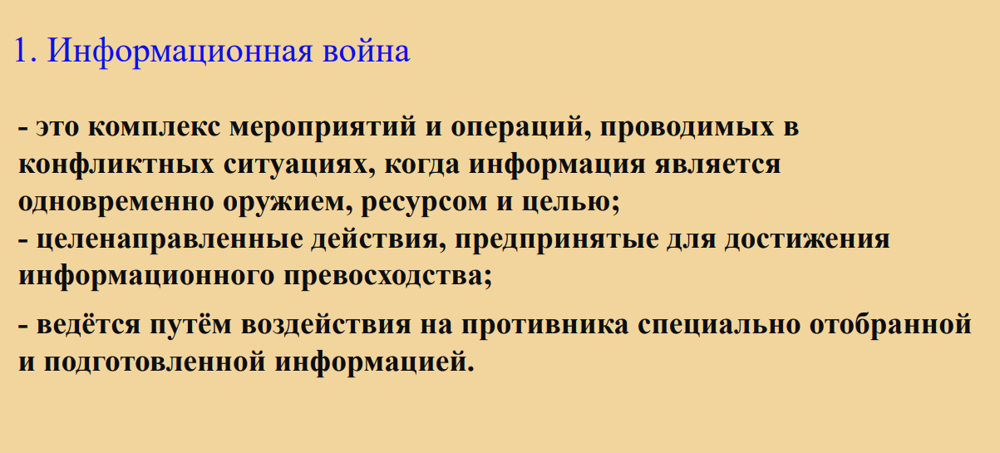 1. Информационная война
- это комплекс мероприятий и операций, проводимых в
конфликтных ситуациях, когда информация является
одновременно оружием, ресурсом и целью;
- целенаправленные действия, предпринятые для достижения
информационного превосходства;
- ведётся путём воздействия на противника специально отобранной
и подготовленной информацией.